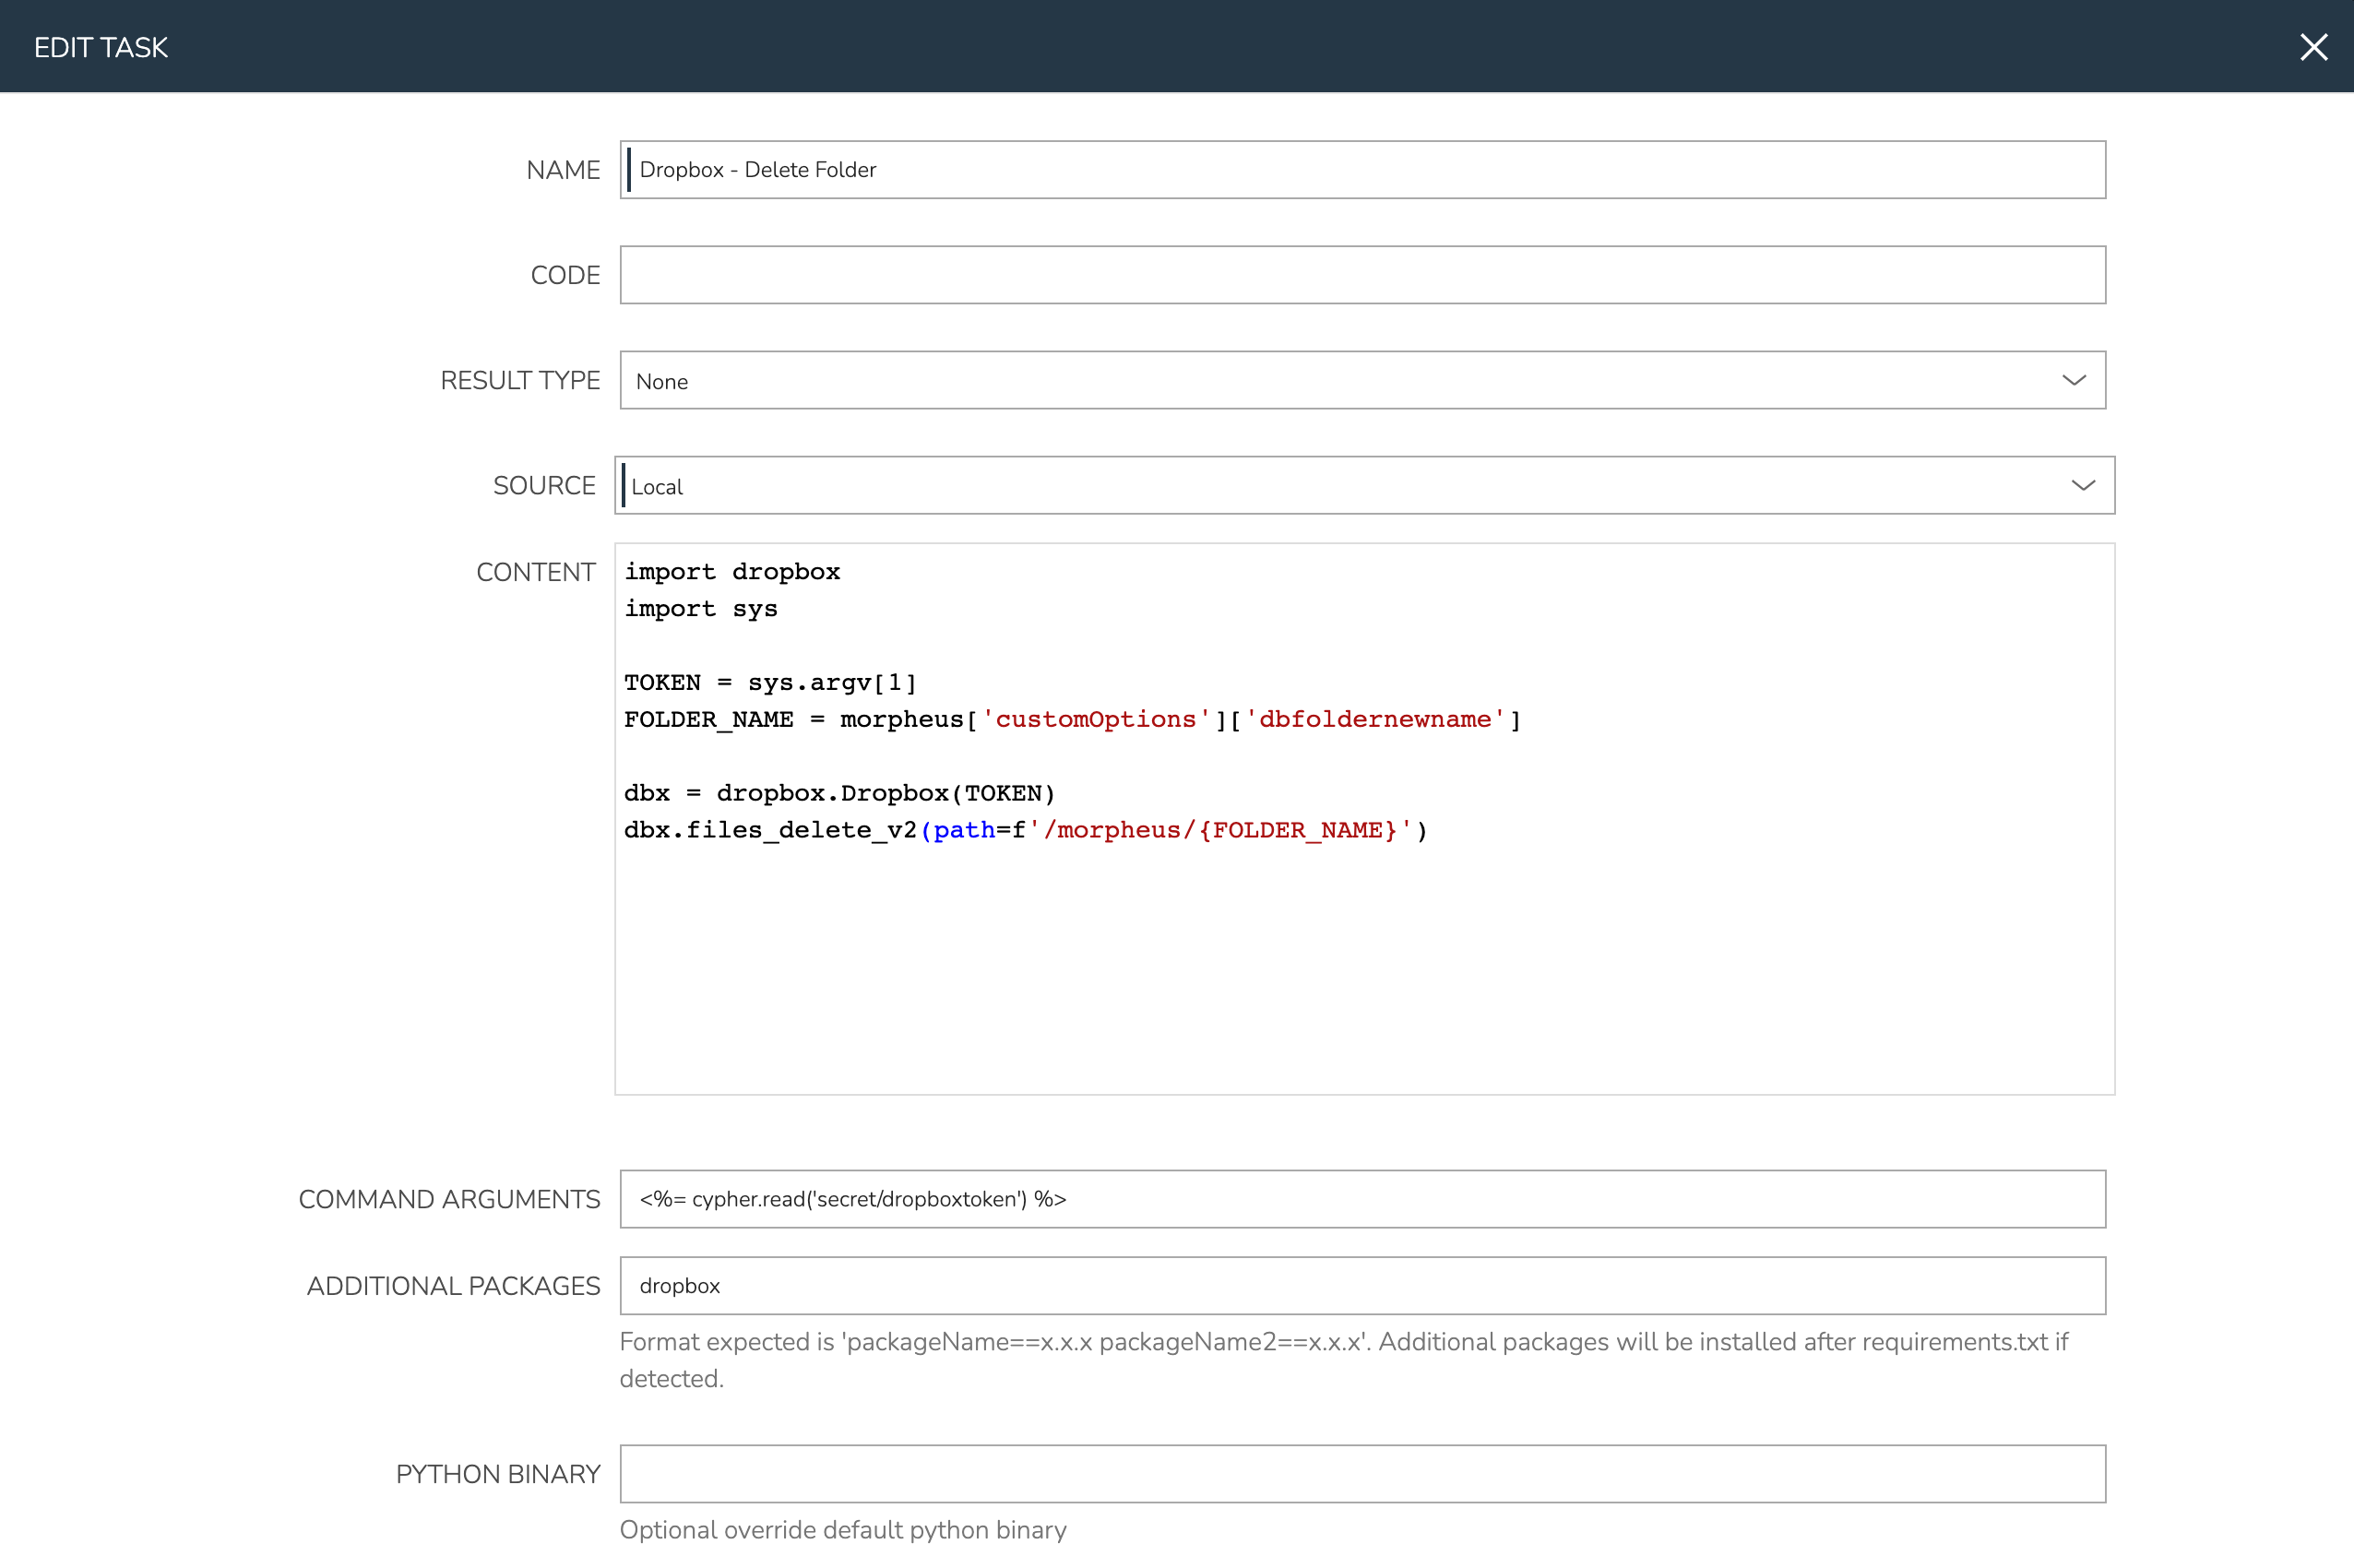 EDIT TASK
NAME
Dropbox - Delete Folder
CODE
RESULT TYPE
None
SOURCE
Local
CONTENT
import dropbox
import sys
TOKEN = sys.argv[1]
FOLDER_NAME = morpheus['customOptions']['dbfoldernewname']
dbx = dropbox.Dropbox(TOKEN)
dbx.files_delete_v2(path=f'/morpheus/{FOLDER_NAME}')
COMMAND ARGUMENTS
<%= cypher.read('secret/dropboxtoken') %>
ADDITIONAL PACKAGES
dropbox
Format expected is 'packageName==x.x.x packageName2==x.x.x'. Additional packages will be installed after requirements.txt if
detected.
PYTHON BINARY
Optional override default python binary